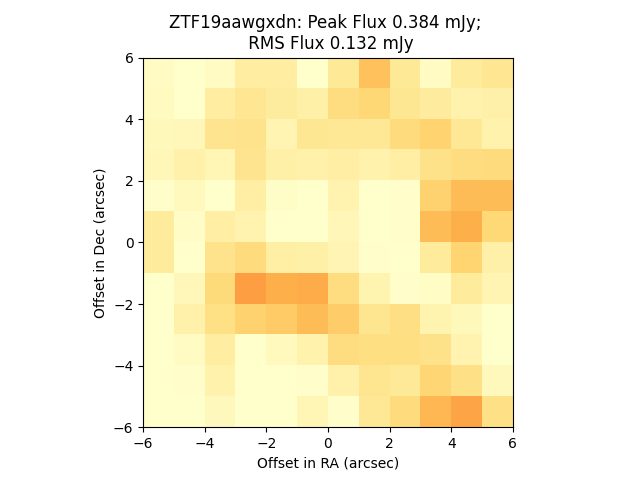 ZTF19aawgxdn: Peak Flux 0.384 mJy;
RMS Flux 0.132 mJy
6
4
2
0
−2
−4
−6
Offset in Dec (arcsec)
−6 −4 −2 0 2 4 6
Offset in RA (arcsec)